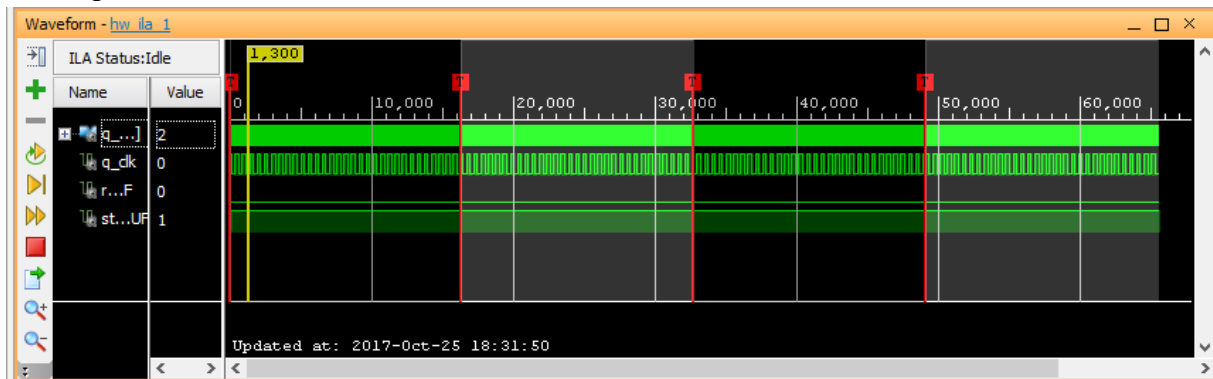 Waveform - hw_ila_1
ILA Status:Idle
1,300
Name Value
T T T T
0 10,000 20,000 30,000 40,000 50,000 60,000
q_...] 2
q_clk 0
r...F 0
st...UF 1
Updated at: 2017-Oct-25 18:31:50